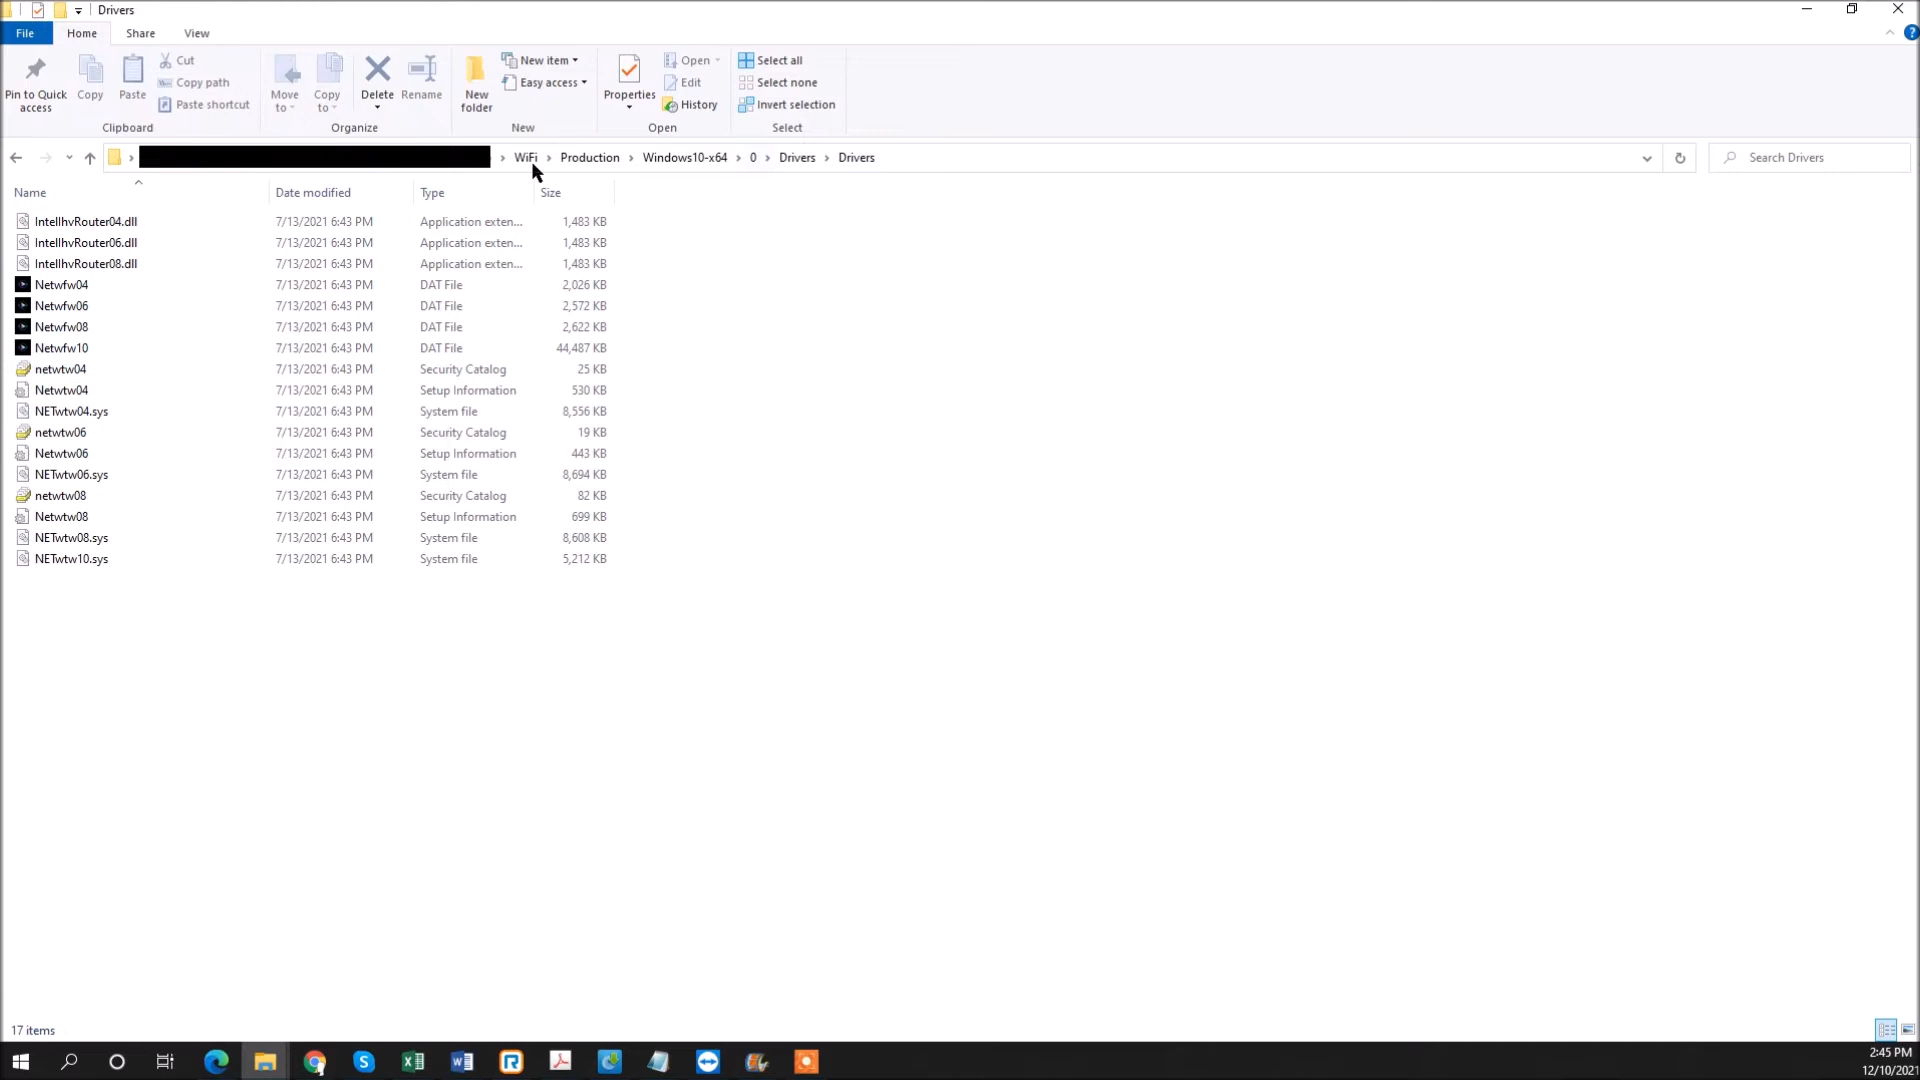 Drivers
File Home Share View
Pin to Quick access
Copy
Paste
Cut
Copy path
Paste shortcut
Clipboard
Move to
Copy to
Delete
Rename
Organize
New folder
New item
Easy access
New
Properties
Open
Edit
History
Open
Select all
Select none
Invert selection
Select
WiFi › Production › Windows10-x64 › 0 › Drivers › Drivers
Search Drivers
Name Date modified Type Size
IntelIhvRouter04.dll 7/13/2021 6:43 PM Application exten... 1,483 KB
IntelIhvRouter06.dll 7/13/2021 6:43 PM Application exten... 1,483 KB
IntelIhvRouter08.dll 7/13/2021 6:43 PM Application exten... 1,483 KB
Netwfw04 7/13/2021 6:43 PM DAT File 2,026 KB
Netwfw06 7/13/2021 6:43 PM DAT File 2,572 KB
Netwfw08 7/13/2021 6:43 PM DAT File 2,622 KB
Netwfw10 7/13/2021 6:43 PM DAT File 44,487 KB
netwtw04 7/13/2021 6:43 PM Security Catalog 25 KB
Netwtw04 7/13/2021 6:43 PM Setup Information 530 KB
NETwtw04.sys 7/13/2021 6:43 PM System file 8,556 KB
netwtw06 7/13/2021 6:43 PM Security Catalog 19 KB
Netwtw06 7/13/2021 6:43 PM Setup Information 443 KB
NETwtw06.sys 7/13/2021 6:43 PM System file 8,694 KB
netwtw08 7/13/2021 6:43 PM Security Catalog 82 KB
Netwtw08 7/13/2021 6:43 PM Setup Information 699 KB
NETwtw08.sys 7/13/2021 6:43 PM System file 8,608 KB
NETwtw10.sys 7/13/2021 6:43 PM System file 5,212 KB
17 items
2:45 PM
12/10/2021